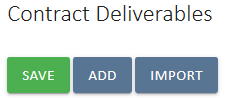 Contract Deliverables
SAVE ADD IMPORT